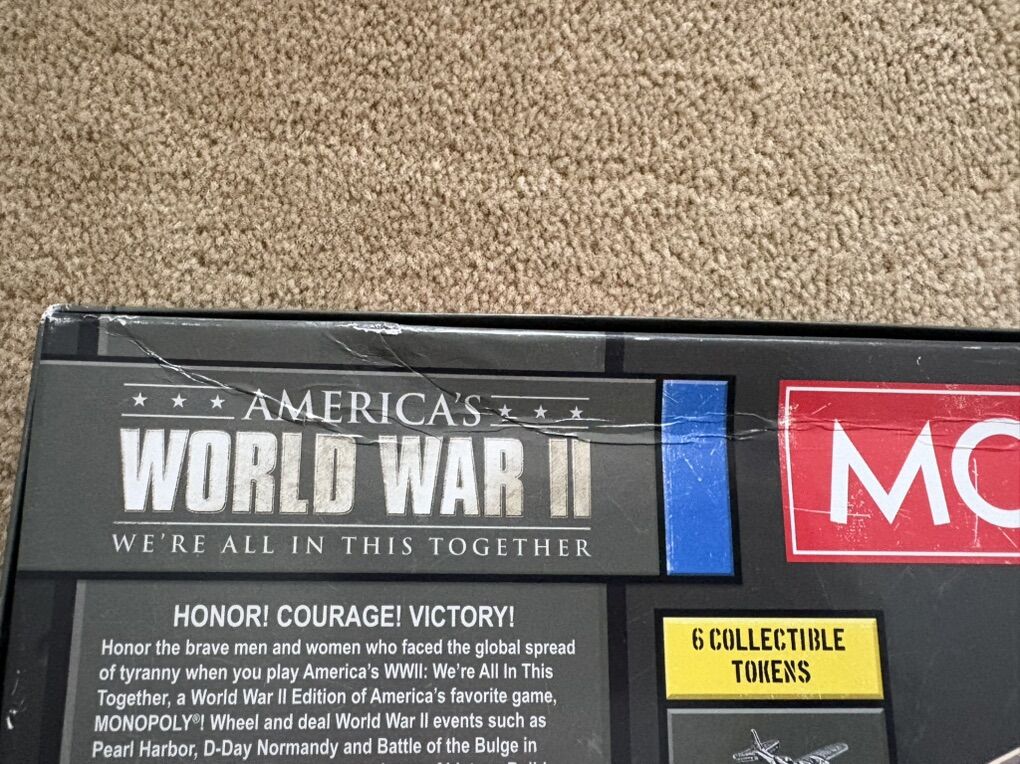 AMERICA'S
WORLD WAR II
WE'RE ALL IN THIS TOGETHER
MO
HONOR! COURAGE! VICTORY!
Honor the brave men and women who faced the global spread
of tyranny when you play America's WWII: We're All In This
Together, a World War II Edition of America's favorite game,
MONOPOLY®! Wheel and deal World War II events such as
Pearl Harbor, D-Day Normandy and Battle of the Bulge in
6 COLLECTIBLE
TOKENS